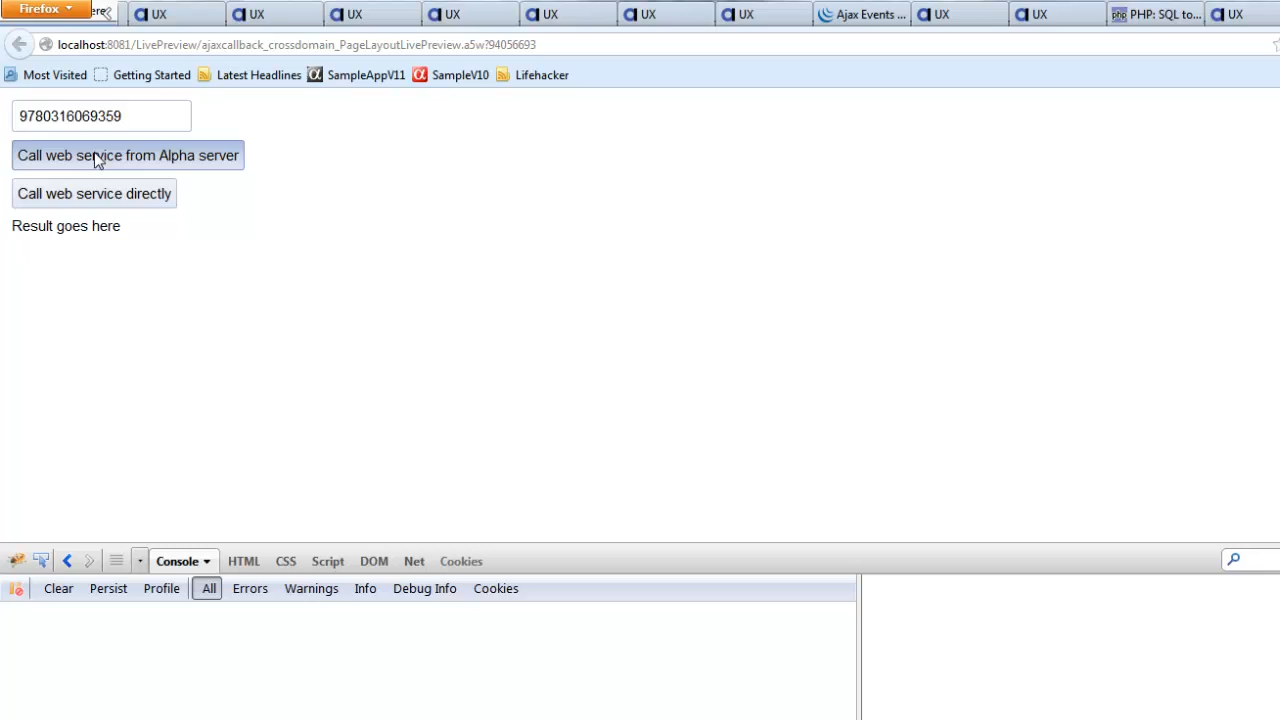 Firefox
UX UX UX UX UX UX UX Ajax Events ... UX UX PHP: SQL to... UX
localhost:8081/LivePreview/ajaxcallback_crossdomain_PageLayoutLivePreview.a5w?94056693
Most Visited Getting Started Latest Headlines SampleAppV11 SampleV10 Lifehacker
9780316069359
Call web service from Alpha server
Call web service directly
Result goes here
Console HTML CSS Script DOM Net Cookies
Clear Persist Profile All Errors Warnings Info Debug Info Cookies